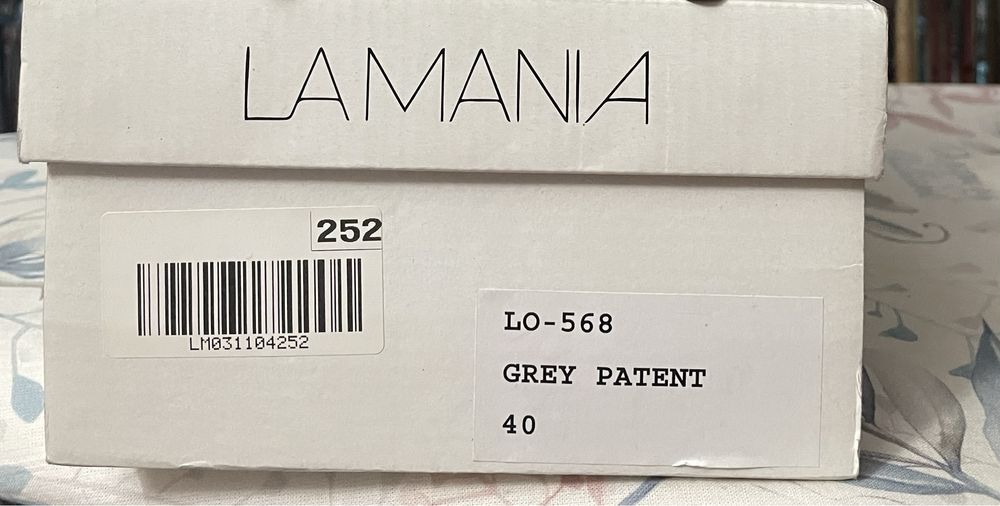 LA MANIA
252
LM031104252
LO-568
GREY PATENT
40